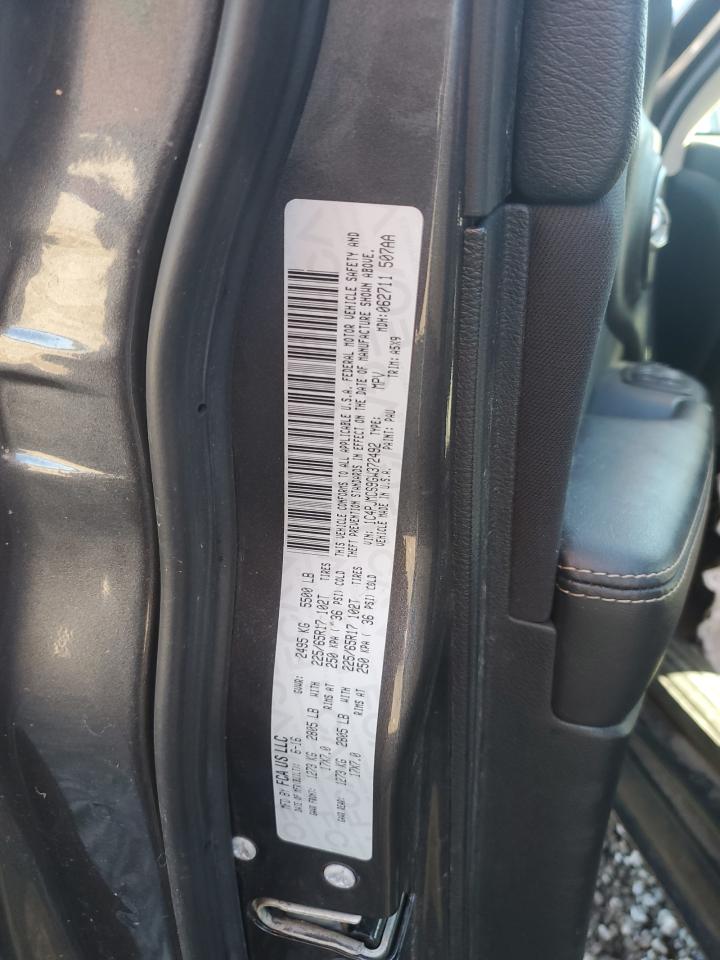 MFD BY: FCA US LLC
DATE OF MFR: 6-16 GVWR: 2495 KG 5500 LB
GAWR FRONT: 1273 KG 2805 LB WITH 225/65R17 102T TIRES
17X7.0 RIMS AT 250 KPA ( 36 PSI) COLD
GAWR REAR: 1273 KG 2805 LB WITH 225/65R17 102T TIRES
17X7.0 RIMS AT 250 KPA ( 36 PSI) COLD
THIS VEHICLE CONFORMS TO ALL APPLICABLE U.S.A. FEDERAL MOTOR VEHICLE SAFETY AND
THEFT PREVENTION STANDARDS IN EFFECT ON THE DATE OF MANUFACTURE SHOWN ABOVE.
VIN: 1C4PJMCS9GW372492 TYPE: MPV MDH:062711 507AA
VEHICLE MADE IN U.S.A. PAINT: PAU TRIM: A5X9